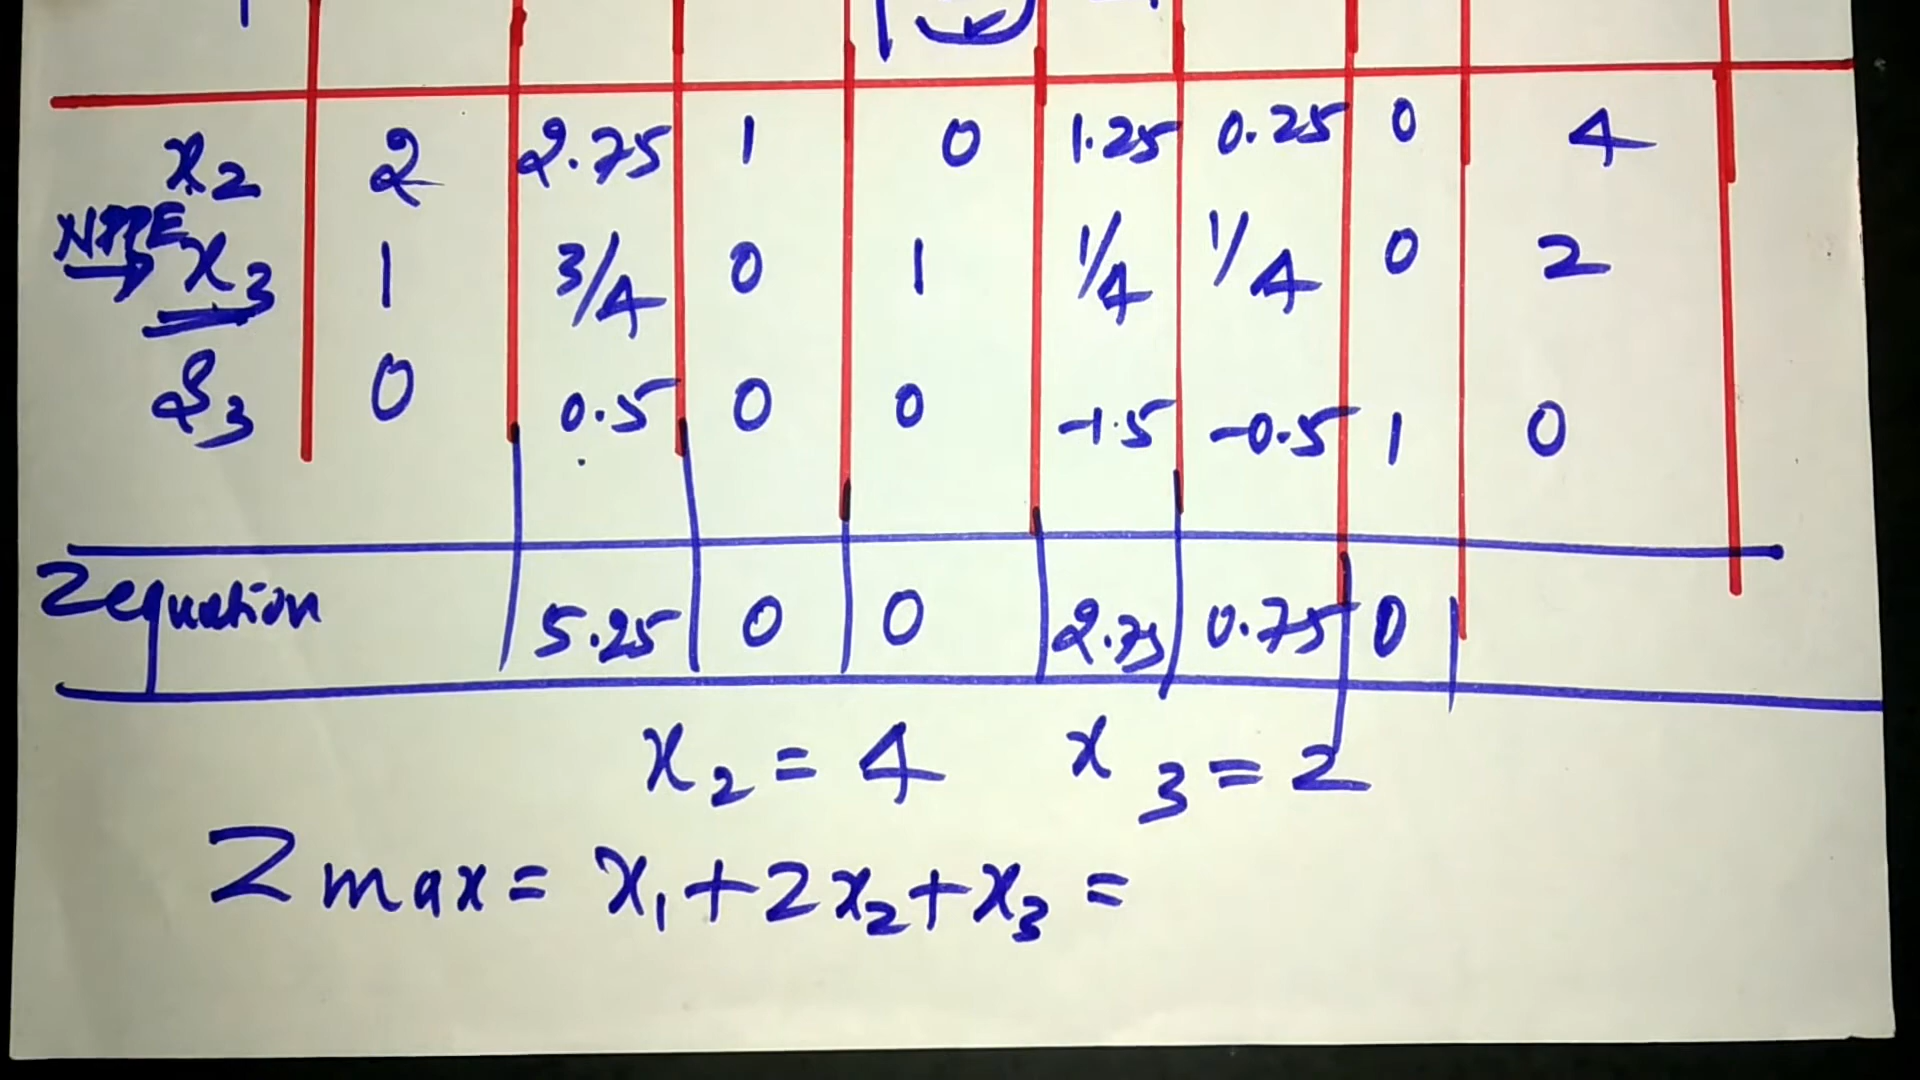 x₂ 2 2.75 1 0 1.25 0.25 0 4
x₃ 1 3/4 0 1 1/4 1/4 0 2
S₃ 0 0.5 0 0 -1.5 -0.5 1 0
Zequation 5.25 0 0 2.75 0.75 0
x₂ = 4 x₃ = 2
Zmax = x₁ + 2x₂ + x₃ =